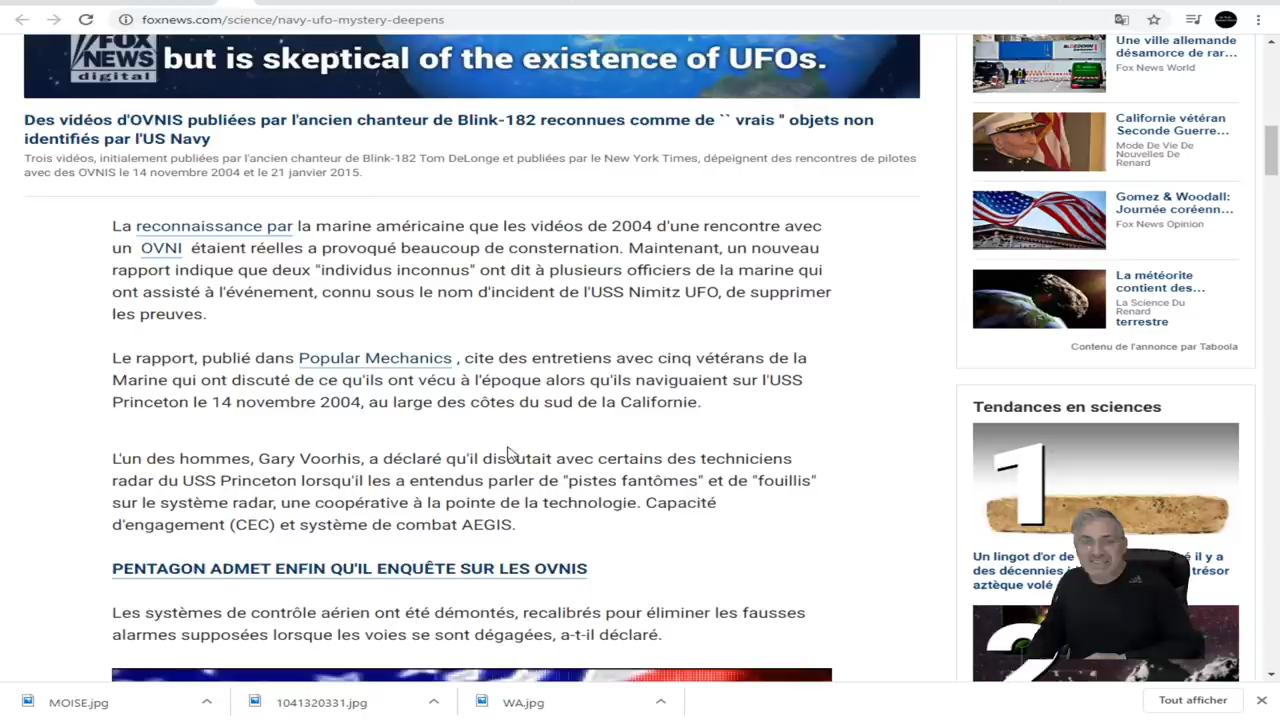 foxnews.com/science/navy-ufo-mystery-deepens
FOX
NEWS
digital
but is skeptical of the existence of UFOs.
Des vidéos d'OVNIS publiées par l'ancien chanteur de Blink-182 reconnues comme de `` vrais '' objets non
identifiés par l'US Navy
Trois vidéos, initialement publiées par l'ancien chanteur de Blink-182 Tom DeLonge et publiées par le New York Times, dépeignent des rencontres de pilotes
avec des OVNIS le 14 novembre 2004 et le 21 janvier 2015.
La reconnaissance par la marine américaine que les vidéos de 2004 d'une rencontre avec
un OVNI étaient réelles a provoqué beaucoup de consternation. Maintenant, un nouveau
rapport indique que deux "individus inconnus" ont dit à plusieurs officiers de la marine qui
ont assisté à l'événement, connu sous le nom d'incident de l'USS Nimitz UFO, de supprimer
les preuves.
Le rapport, publié dans Popular Mechanics , cite des entretiens avec cinq vétérans de la
Marine qui ont discuté de ce qu'ils ont vécu à l'époque alors qu'ils naviguaient sur l'USS
Princeton le 14 novembre 2004, au large des côtes du sud de la Californie.
L'un des hommes, Gary Voorhis, a déclaré qu'il discutait avec certains des techniciens
radar du USS Princeton lorsqu'il les a entendus parler de "pistes fantômes" et de "fouillis"
sur le système radar, une coopérative à la pointe de la technologie. Capacité
d'engagement (CEC) et système de combat AEGIS.
PENTAGON ADMET ENFIN QU'IL ENQUÊTE SUR LES OVNIS
Les systèmes de contrôle aérien ont été démontés, recalibrés pour éliminer les fausses
alarmes supposées lorsque les voies se sont dégagées, a-t-il déclaré.
Une ville allemande
désamorce de rar...
Fox News World
Californie vétéran
Seconde Guerre...
Mode De Vie De
Nouvelles De
Renard
Gomez & Woodall:
Journée coréenn...
Fox News Opinion
La météorite
contient des...
La Science Du
Renard
terrestre
Contenu de l'annonce par Taboola
Tendances en sciences
1
Un lingot d'or de il y a
des décennies trésor
aztèque volé
2
MOISE.jpg
1041320331.jpg
WA.jpg
Tout afficher